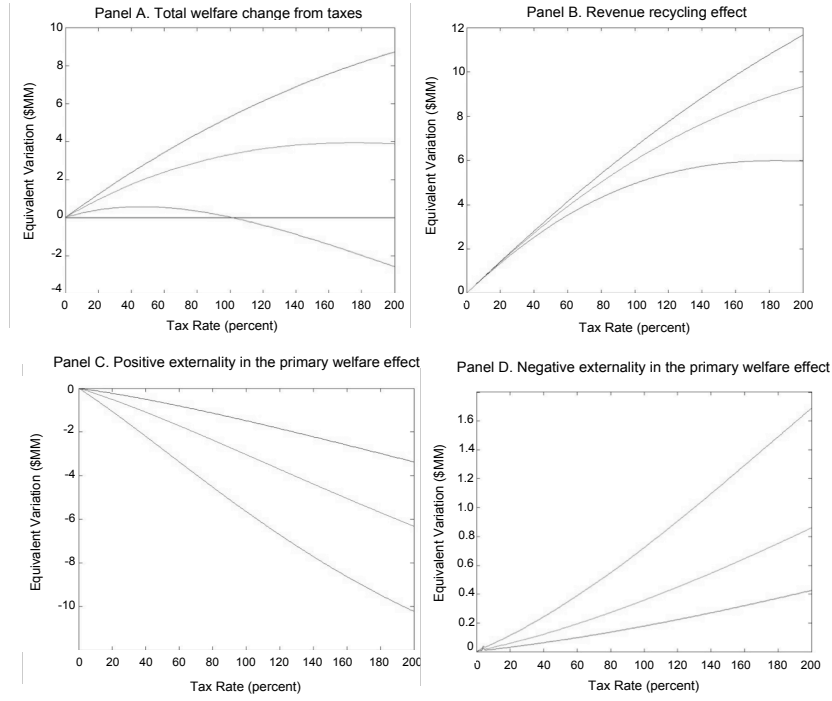 Panel A. Total welfare change from taxes
Equivalent Variation ($MM)
10
8
6
4
2
0
-2
-4
0 20 40 60 80 100 120 140 160 180 200
Tax Rate (percent)
Panel B. Revenue recycling effect
Equivalent Variation ($MM)
12
10
8
6
4
2
0
0 20 40 60 80 100 120 140 160 180 200
Tax Rate (percent)
Panel C. Positive externality in the primary welfare effect
Equivalent Variation ($MM)
0
-2
-4
-6
-8
-10
0 20 40 60 80 100 120 140 160 180 200
Tax Rate (percent)
Panel D. Negative externality in the primary welfare effect
Equivalent Variation ($MM)
1.6
1.4
1.2
1.0
0.8
0.6
0.4
0.2
0
0 20 40 60 80 100 120 140 160 180 200
Tax Rate (percent)